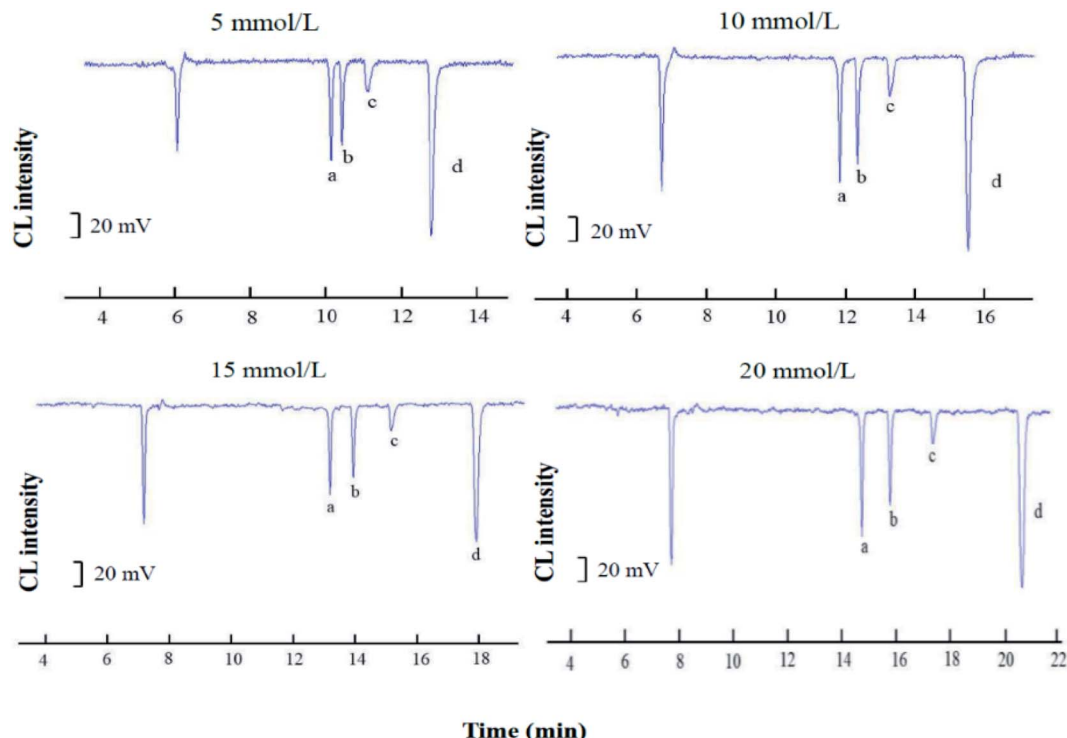 5 mmol/L
CL intensity
a
b
c
d
20 mV
4 6 8 10 12 14
10 mmol/L
CL intensity
a
b
c
d
20 mV
4 6 8 10 12 14 16
15 mmol/L
CL intensity
a
b
c
d
20 mV
4 6 8 10 12 14 16 18
20 mmol/L
CL intensity
a
b
c
d
20 mV
4 6 8 10 12 14 16 18 20 22
Time (min)